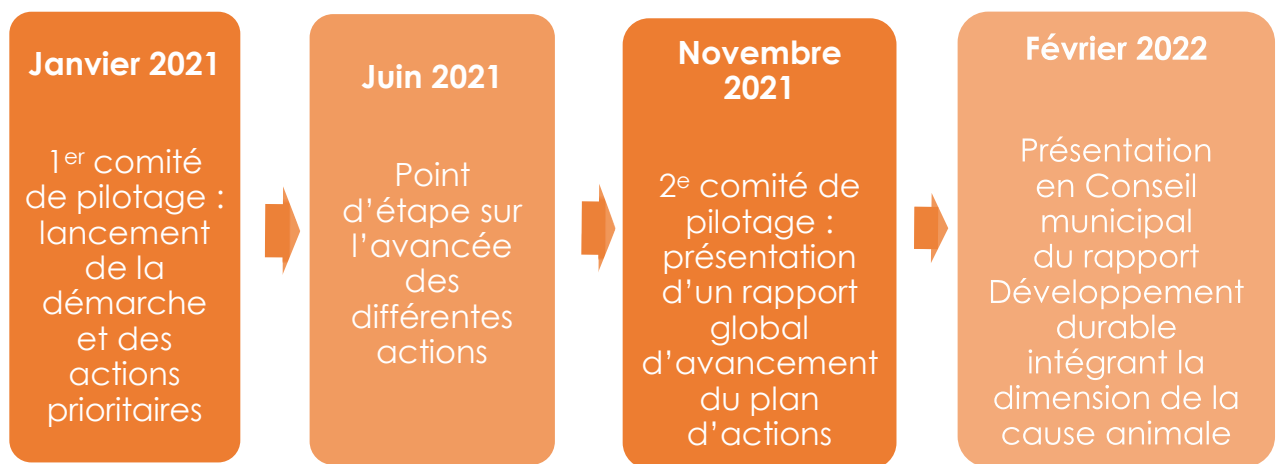 Janvier 2021
1er comité
de pilotage :
lancement
de la
démarche
et des
actions
prioritaires
Juin 2021
Point
d’étape sur
l’avancée
des
différentes
actions
Novembre
2021
2e comité de
pilotage :
présentation
d’un rapport
global
d’avancement
du plan
d’actions
Février 2022
Présentation
en Conseil
municipal
du rapport
Développement
durable
intégrant la
dimension de la
cause animale